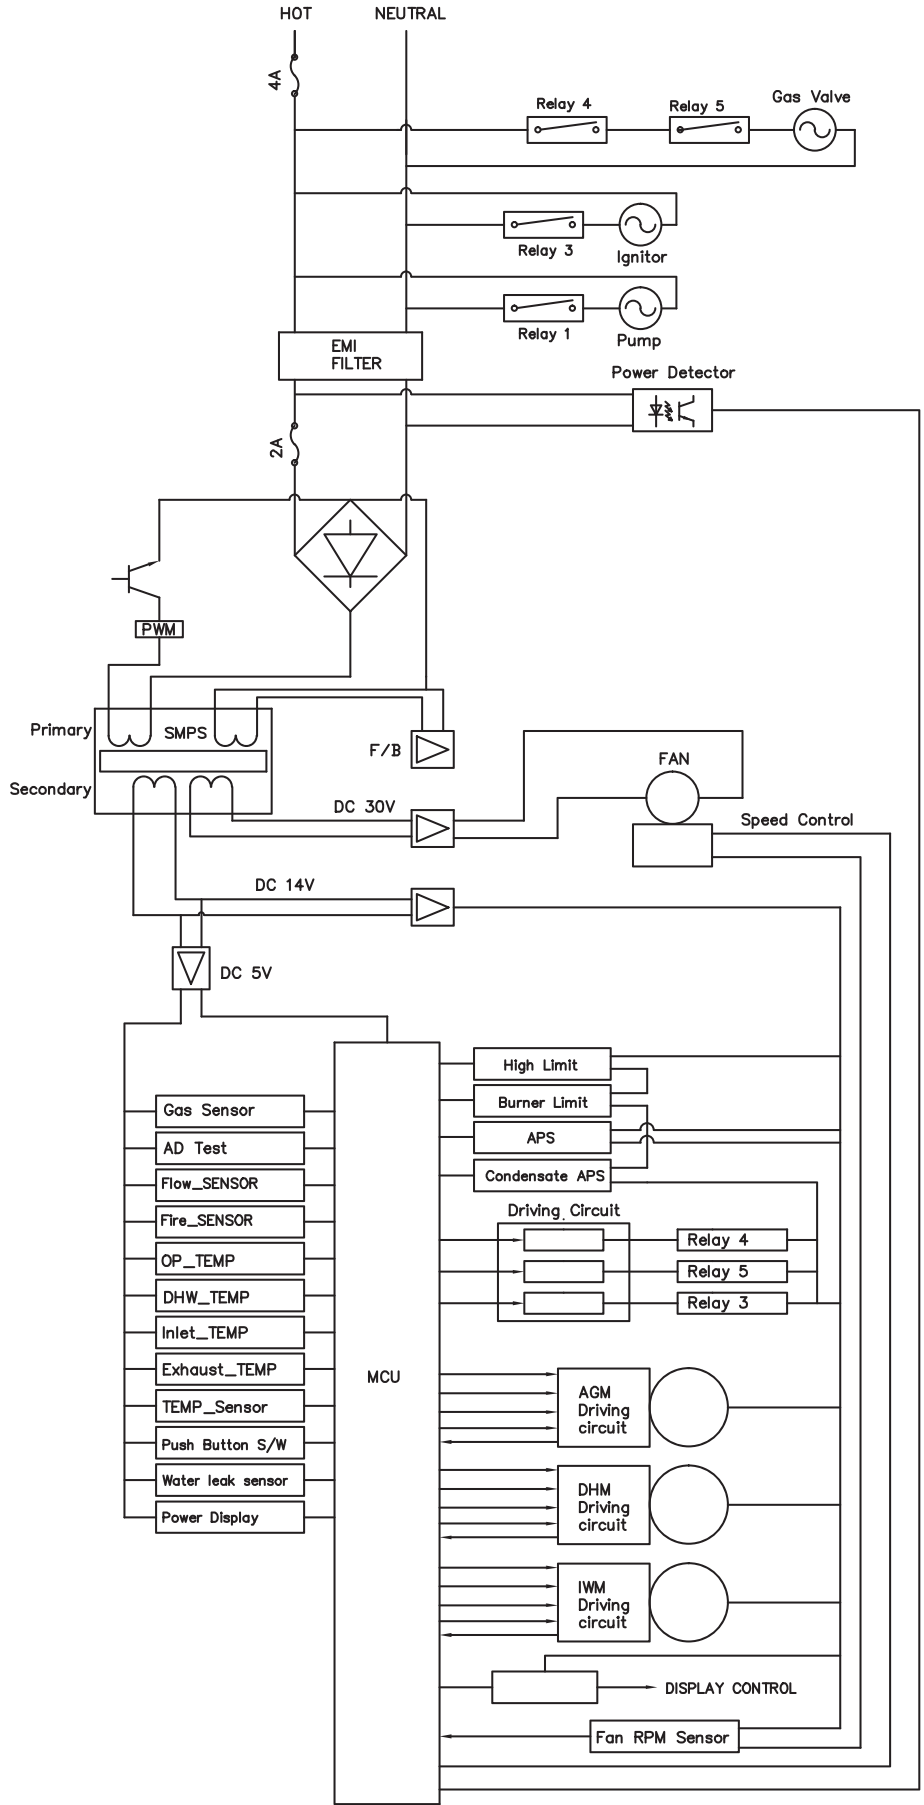 HOT
NEUTRAL
4A
Relay 4
Relay 5
Gas Valve
Relay 3
Ignitor
Relay 1
Pump
EMI
FILTER
Power Detector
2A
PWM
Primary
SMPS
F/B
Secondary
DC 30V
FAN
Speed Control
DC 14V
DC 5V
High Limit
Burner Limit
APS
Condensate APS
Gas Sensor
AD Test
Flow_SENSOR
Fire_SENSOR
OP_TEMP
DHW_TEMP
Inlet_TEMP
Exhaust_TEMP
TEMP_Sensor
Push Button S/W
Water leak sensor
Power Display
MCU
Driving Circuit
Relay 4
Relay 5
Relay 3
AGM
Driving
circuit
DHM
Driving
circuit
IWM
Driving
circuit
DISPLAY CONTROL
Fan RPM Sensor